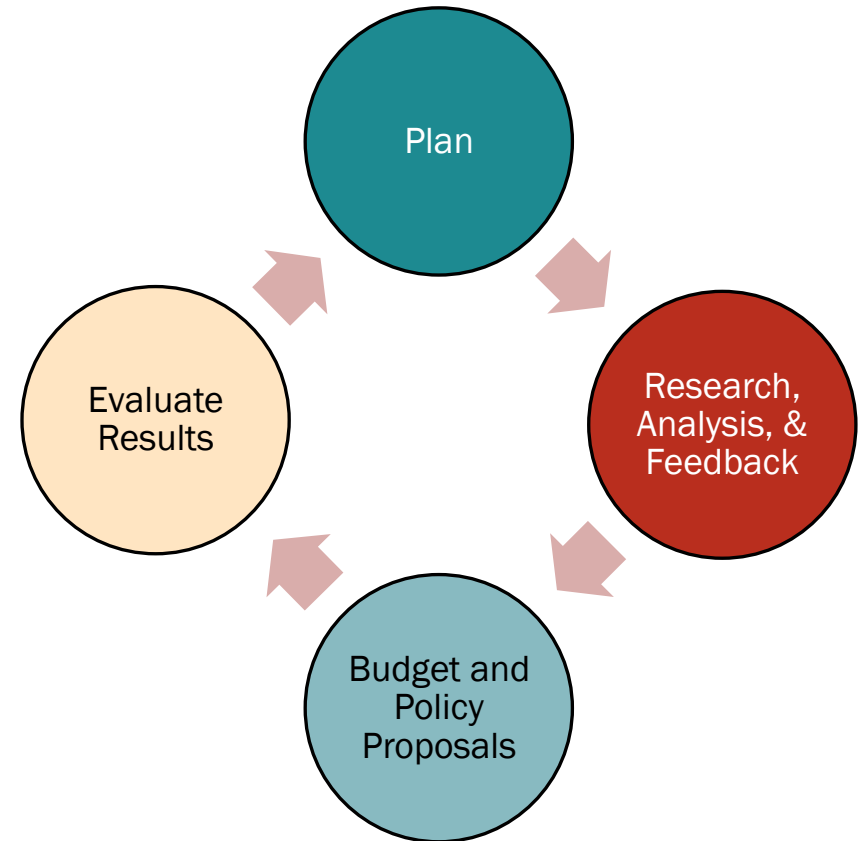 Plan
Research,
Analysis, &
Feedback
Budget and
Policy
Proposals
Evaluate
Results